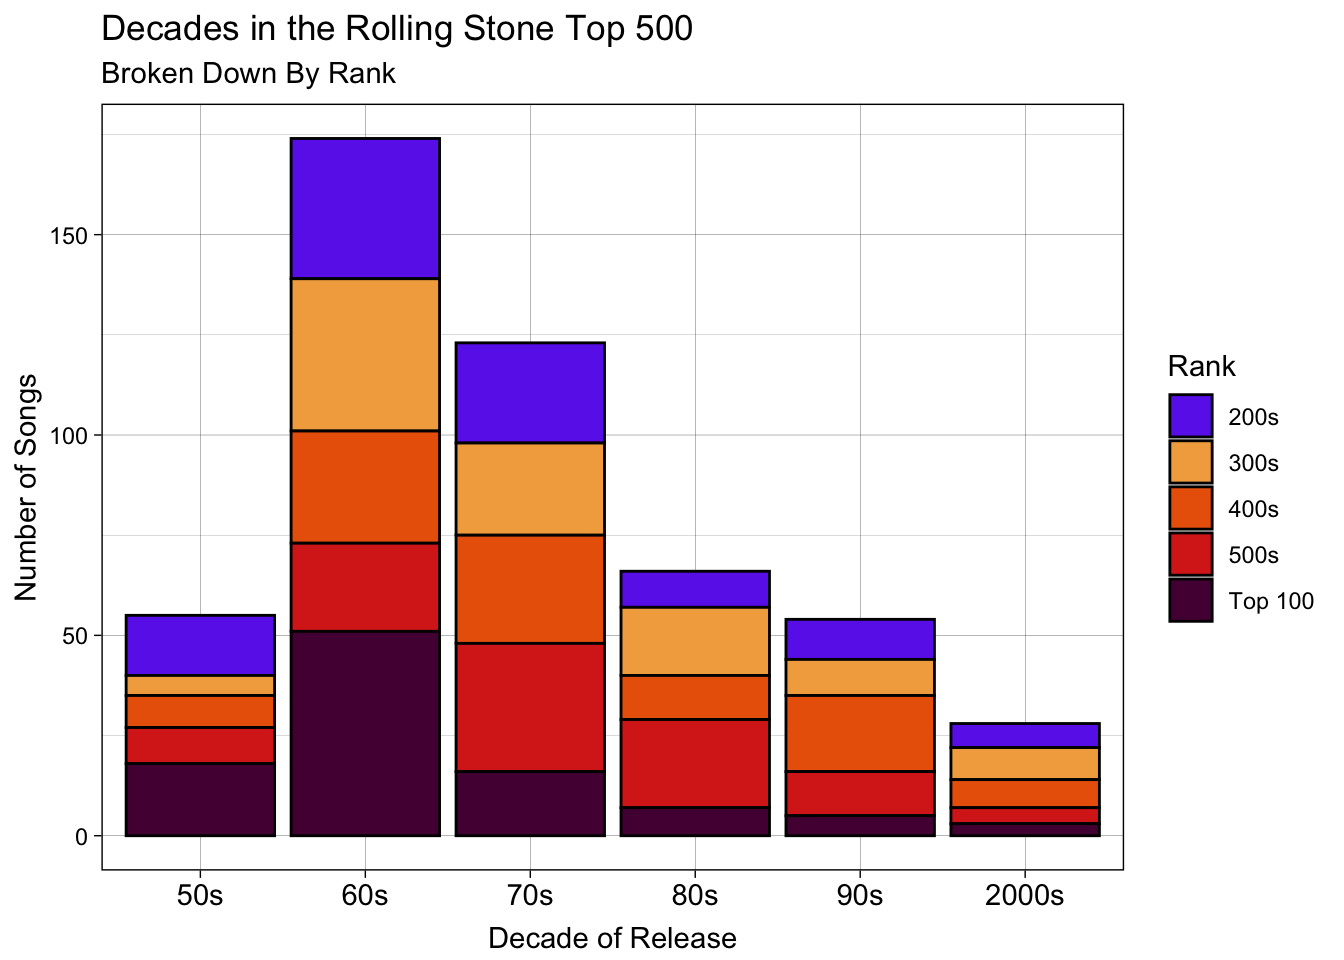 Decades in the Rolling Stone Top 500
Broken Down By Rank
Number of Songs
150
100
50
0
50s
60s
70s
80s
90s
2000s
Decade of Release
Rank
200s
300s
400s
500s
Top 100